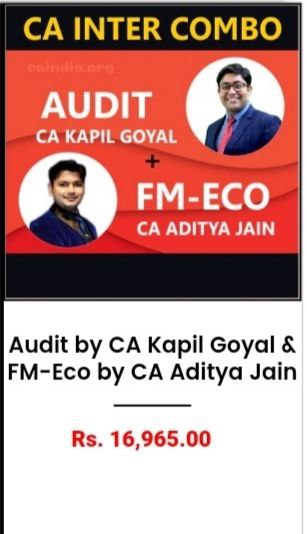 CA INTER COMBO
caindia.org
AUDIT
CA KAPIL GOYAL
+
FM-ECO
CA ADITYA JAIN
Audit by CA Kapil Goyal &
FM-Eco by CA Aditya Jain
Rs. 16,965.00